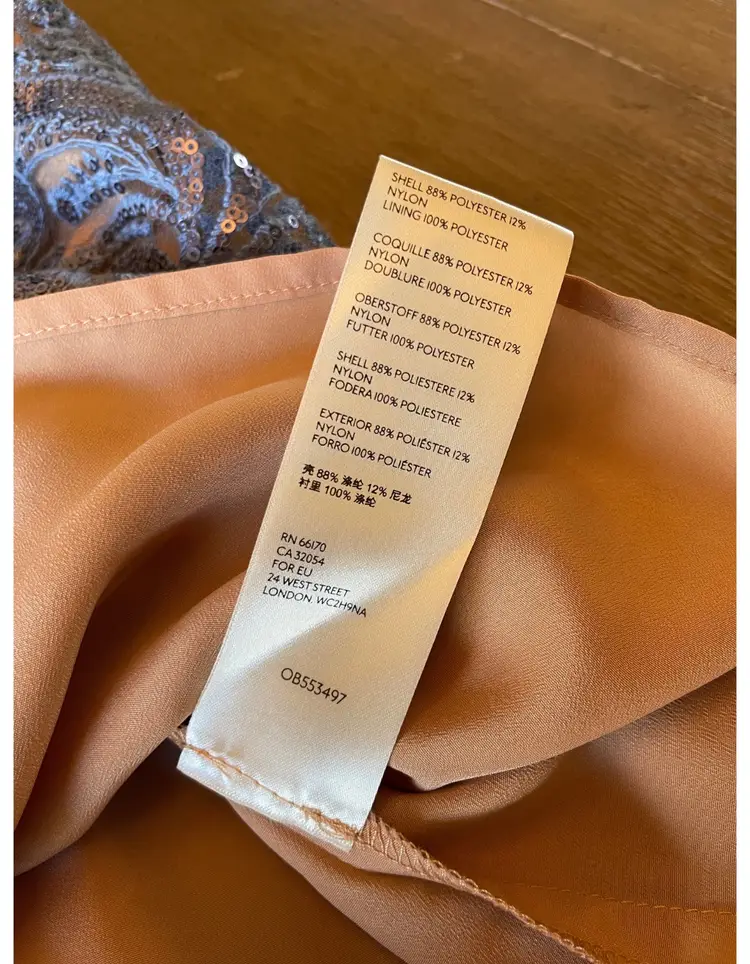 SHELL 88% POLYESTER 12%
NYLON
LINING 100% POLYESTER
COQUILLE 88% POLYESTER 12%
NYLON
DOUBLURE 100% POLYESTER
OBERSTOFF 88% POLYESTER 12%
NYLON
FUTTER 100% POLYESTER
SHELL 88% POLIESTERE 12%
NYLON
FODERA 100% POLIESTERE
EXTERIOR 88% POLIÉSTER 12%
NYLON
FORRO 100% POLIÉSTER
壳 88% 涤纶 12% 尼龙
衬里 100% 涤纶
RN 66170
CA 32054
FOR EU
24 WEST STREET
LONDON, WC2H9NA
OB553497